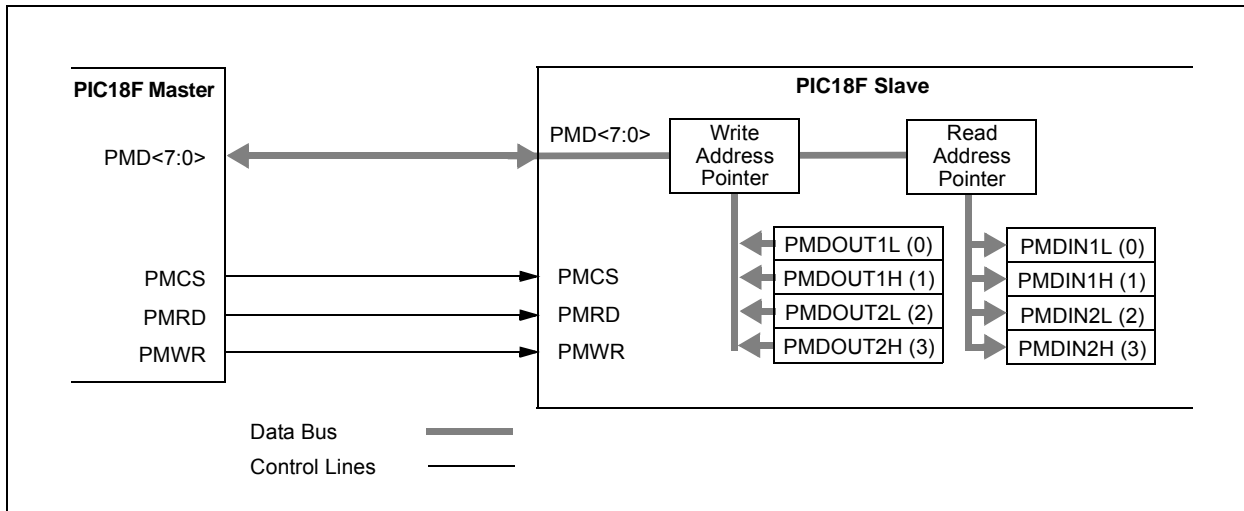 PIC18F Master
PIC18F Slave
PMD<7:0>
PMD<7:0>
Write
Address
Pointer
Read
Address
Pointer
PMDOUT1L (0)
PMDOUT1H (1)
PMDOUT2L (2)
PMDOUT2H (3)
PMDIN1L (0)
PMDIN1H (1)
PMDIN2L (2)
PMDIN2H (3)
PMCS
PMCS
PMRD
PMRD
PMWR
PMWR
Data Bus
Control Lines